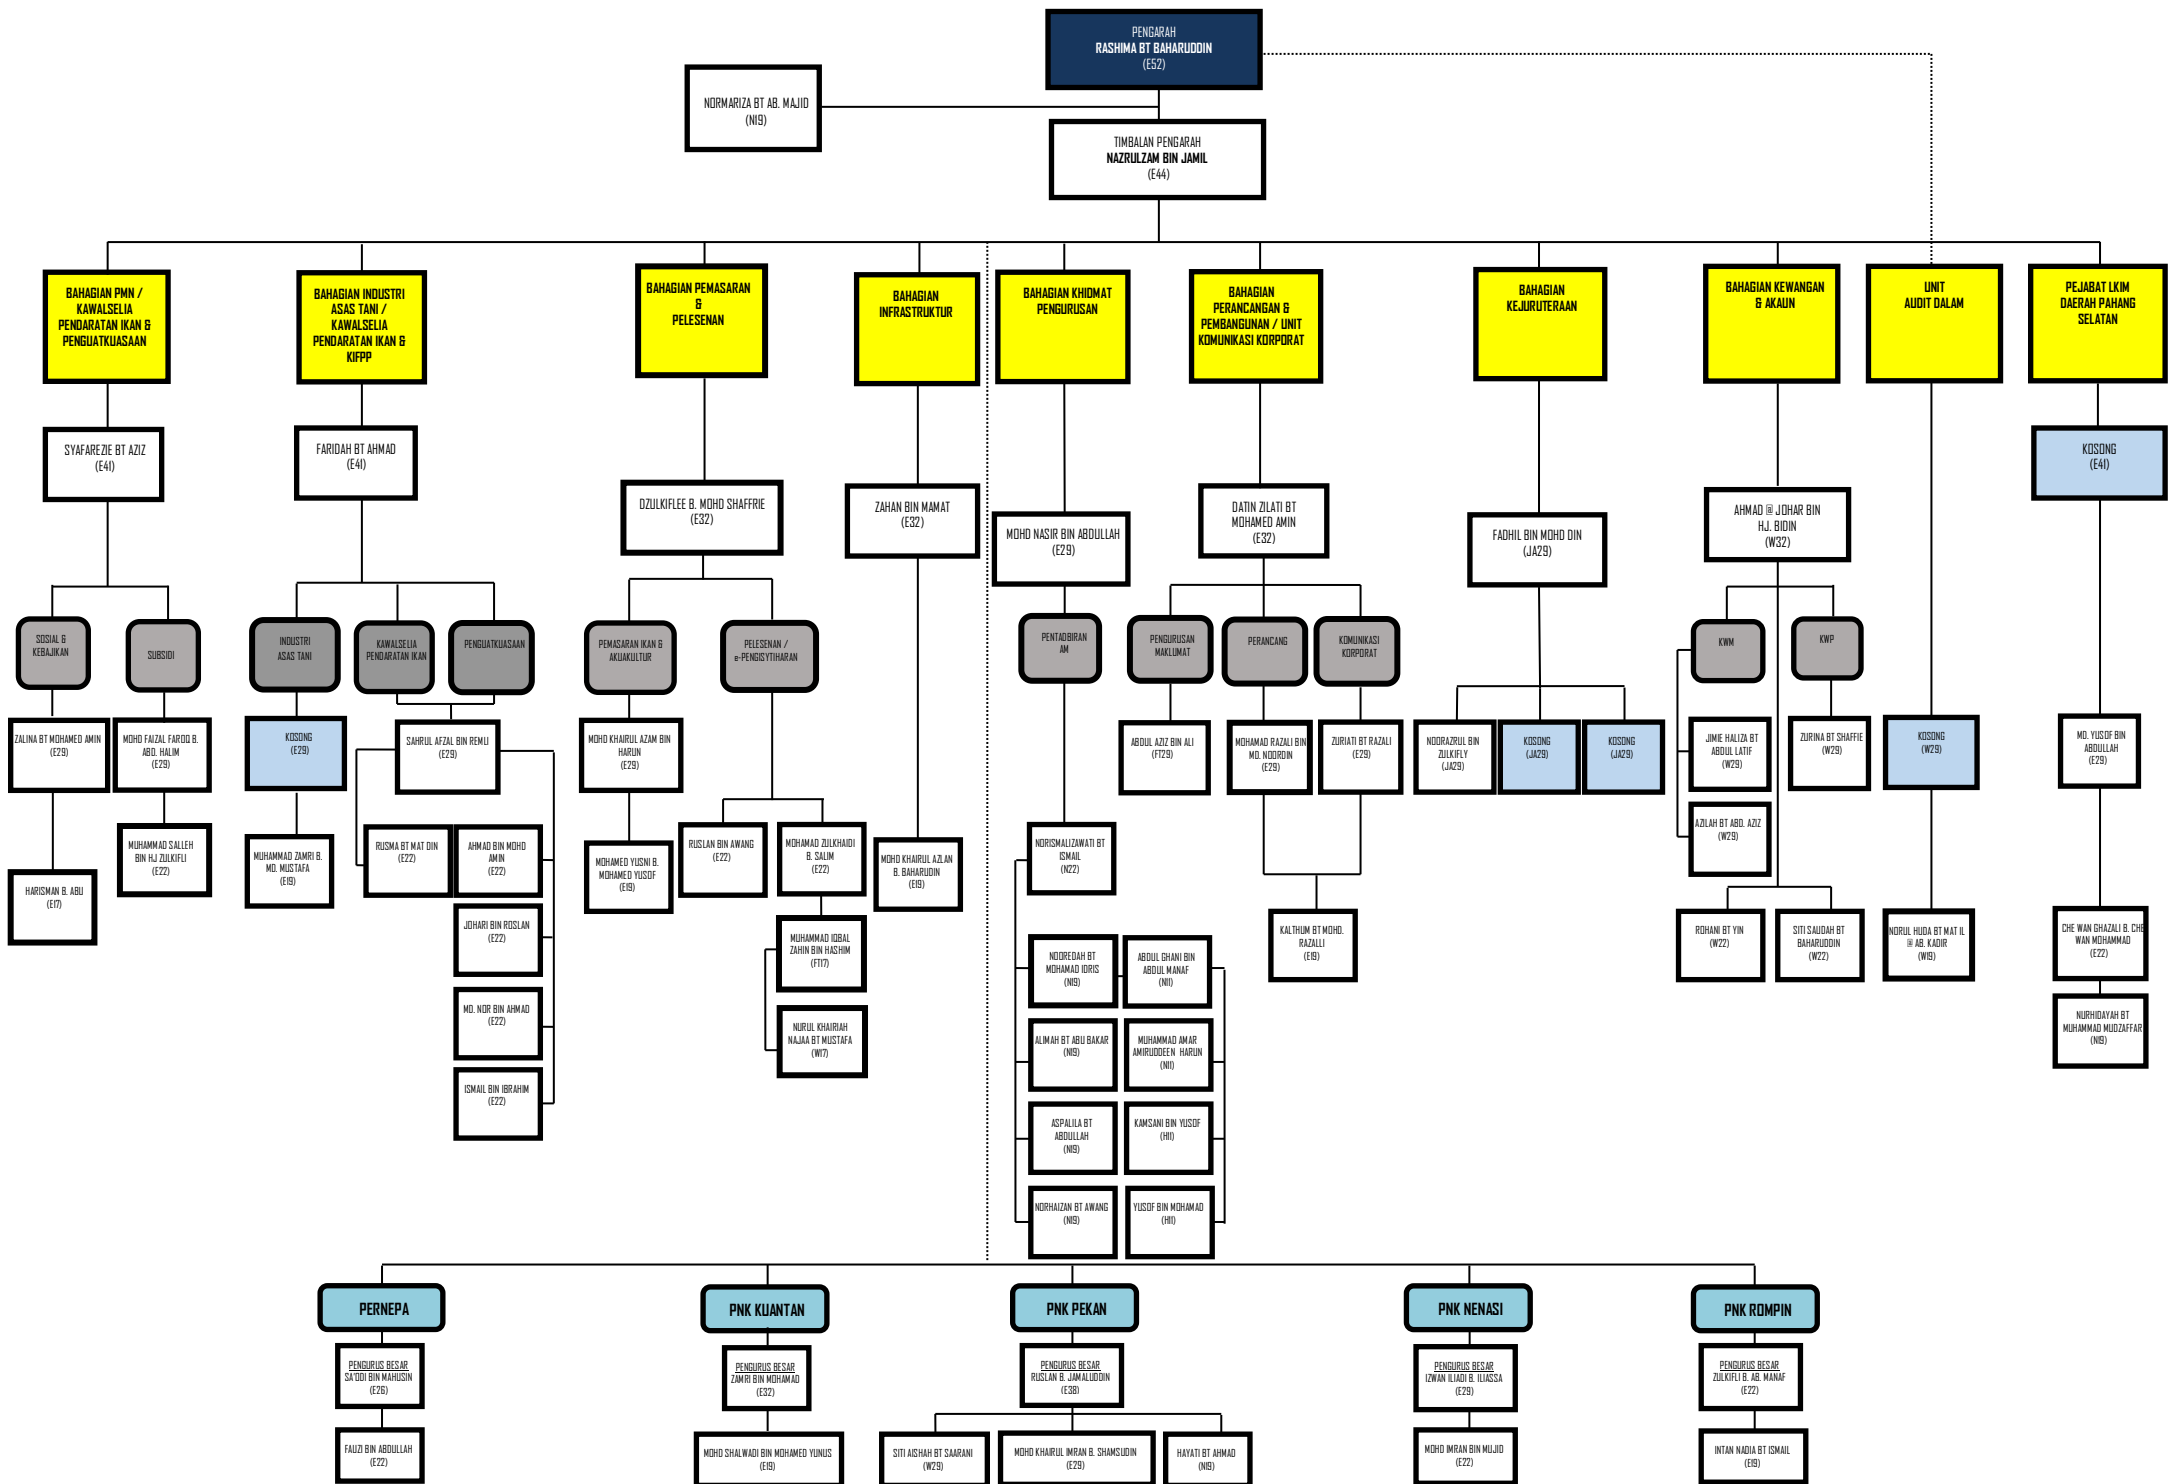 PENGARAH
RASHIMA BT BAHARUDDIN
(E52)
NORMARIZA BT AB. MAJID
(N19)
TIMBALAN PENGARAH
NAZRULZAM BIN JAMIL
(E44)
BAHAGIAN PMN /
KAWALSELIA
PENDARATAN IKAN &
PENGUATKUASAAN
BAHAGIAN INDUSTRI
ASAS TANI /
KAWALSELIA
PENDARATAN IKAN &
KIFPP
BAHAGIAN PEMASARAN
&
PELESENAN
BAHAGIAN
INFRASTRUKTUR
BAHAGIAN KHIDMAT
PENGURUSAN
BAHAGIAN
PERANCANGAN &
PEMBANGUNAN / UNIT
KOMUNIKASI KORPORAT
BAHAGIAN
KEJURUTERAAN
BAHAGIAN KEWANGAN
& AKAUN
UNIT
AUDIT DALAM
PEJABAT LKIM
DAERAH PAHANG
SELATAN
SYAFAREZIE BT AZIZ
(E41)
FARIDAH BT AHMAD
(E41)
DZULKIFLEE B. MOHD SHAFFRIE
(E32)
ZAHAN BIN MAMAT
(E32)
MOHD NASIR BIN ABDULLAH
(E29)
DATIN ZILATI BT
MOHAMED AMIN
(E32)
FADHIL BIN MOHD DIN
(JA29)
AHMAD @ JOHAR BIN
HJ. BIDIN
(W32)
KOSONG
(E41)
SOSIAL &
KEBAJIKAN
SUBSIDI
INDUSTRI
ASAS TANI
KAWALSELIA
PENDARATAN IKAN
PENGUATKUASAAN
PEMASARAN IKAN &
AKUAKULTUR
PELESENAN /
e-PENGISYTIHARAN
PENTADBIRAN
AM
PENGURUSAN
MAKLUMAT
PERANCANG
KOMUNIKASI
KORPORAT
KWM
KWP
ZALINA BT MOHAMED AMIN
(E29)
MOHD FAIZAL FAROQ B.
ABD. HALIM
(E29)
KOSONG
(E29)
SAHRUL AFZAL BIN REMLI
(E29)
MOHD KHAIRUL AZAM BIN
HARUN
(E29)
ABDUL AZIZ BIN ALI
(FT29)
MOHAMAD RAZALI BIN
MD. NOORDIN
(E29)
ZURIATI BT RAZALI
(E29)
NOORAZRUL BIN
ZULKIFLY
(JA29)
KOSONG
(JA29)
KOSONG
(JA29)
JIMIE HALIZA BT
ABDUL LATIF
(W29)
ZURINA BT SHAFFIE
(W29)
KOSONG
(W29)
MD. YUSOF BIN
ABDULLAH
(E29)
HARISMAN B. ABU
(E17)
MUHAMMAD SALLEH
BIN HJ ZULKIFLI
(E22)
MUHAMMAD ZAMRI B.
MD. MUSTAFA
(E19)
RUSMA BT MAT DIN
(E22)
AHMAD BIN MOHD
AMIN
(E22)
JOHARI BIN ROSLAN
(E22)
MD. NOR BIN AHMAD
(E22)
ISMAIL BIN IBRAHIM
(E22)
MOHAMED YUSNI B.
MOHAMED YUSOF
(E19)
RUSLAN BIN AWANG
(E22)
MOHAMAD ZULKHAIDI
B. SALIM
(E22)
MUHAMMAD IQBAL
ZAHIN BIN HASHIM
(FT17)
NURUL KHAIRIAH
NAJAA BT MUSTAFA
(W17)
MOHD KHAIRUL AZLAN
B. BAHARUDIN
(E19)
NORISMALIZAWATI BT
ISMAIL
(N22)
NOOREDAH BT
MOHAMAD IDRIS
(N19)
ABDUL GHANI BIN
ABDUL MANAF
(N11)
ALIMAH BT ABU BAKAR
(N19)
MUHAMMAD AMAR
AMIRUDDEEN HARUN
(N11)
ASPALILA BT
ABDULLAH
(N19)
KAMSANI BIN YUSOF
(H11)
NORHAIZAN BT AWANG
(N19)
YUSOF BIN MOHAMAD
(H11)
KALTHUM BT MOHD.
RAZALLI
(E19)
AZILAH BT ABD. AZIZ
(W29)
ROHANI BT YIN
(W22)
SITI SAUDAH BT
BAHARUDDIN
(W22)
NORUL HUDA BT MAT IL
@ AB. KADIR
(W19)
CHE WAN GHAZALI B. CHE
WAN MOHAMMAD
(E22)
NURHIDAYAH BT
MUHAMMAD MUDZAFFAR
(N19)
PERNEPA
PNK KUANTAN
PNK PEKAN
PNK NENASI
PNK ROMPIN
PENGURUS BESAR
SA'ODI BIN MAHUSIN
(E26)
PENGURUS BESAR
ZAMRI BIN MOHAMAD
(E32)
PENGURUS BESAR
RUSLAN B. JAMALUDDIN
(E38)
PENGURUS BESAR
IZWAN ILIADI B. ILIASSA
(E29)
PENGURUS BESAR
ZULKIFLI B. AB. MANAF
(E22)
FAUZI BIN ABDULLAH
(E22)
MOHD SHALWADI BIN MOHAMED YUNUS
(E19)
SITI AISHAH BT SAARANI
(W29)
MOHD KHAIRUL IMRAN B. SHAMSUDIN
(E29)
HAYATI BT AHMAD
(N19)
MOHD IMRAN BIN MUJID
(E22)
INTAN NADIA BT ISMAIL
(E19)